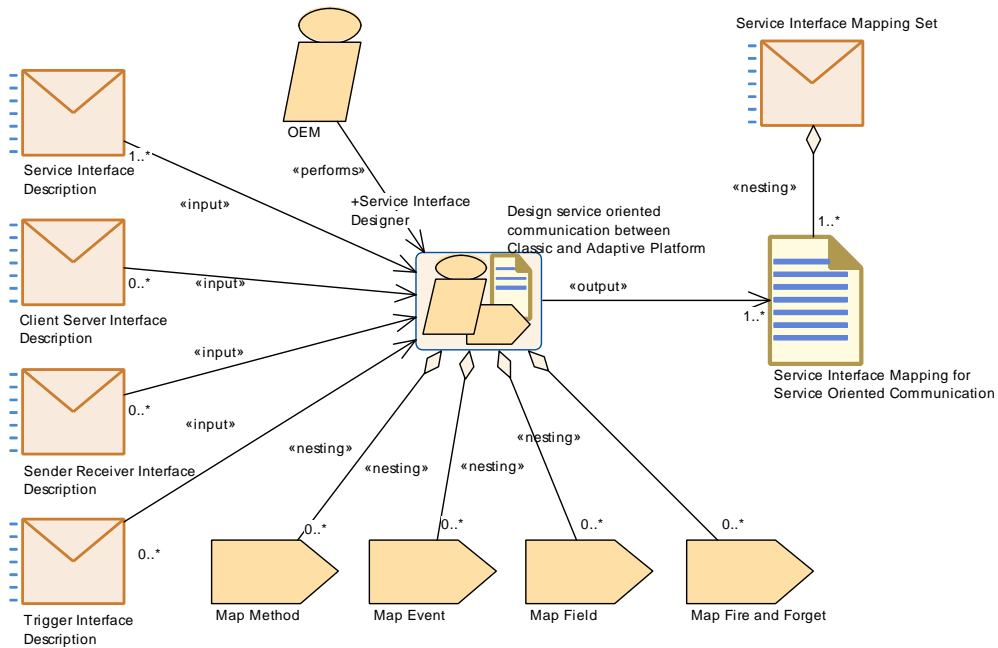 Service Interface Mapping Set
OEM
«performs»
1..*
Service Interface
Description
«input»
+Service Interface
Designer
«nesting»
Design service oriented
communication between
Classic and Adaptive Platform
1..*
0..*
«input»
«output»
1..*
Client Server Interface
Description
«input»
0..*
Service Interface Mapping for
Service Oriented Communication
«input»
Sender Receiver Interface
Description
«nesting»
«nesting»
«nesting»
«nesting»
0..*
0..*
0..*
0..*
0..*
Map Method
Map Event
Map Field
Map Fire and Forget
Trigger Interface
Description